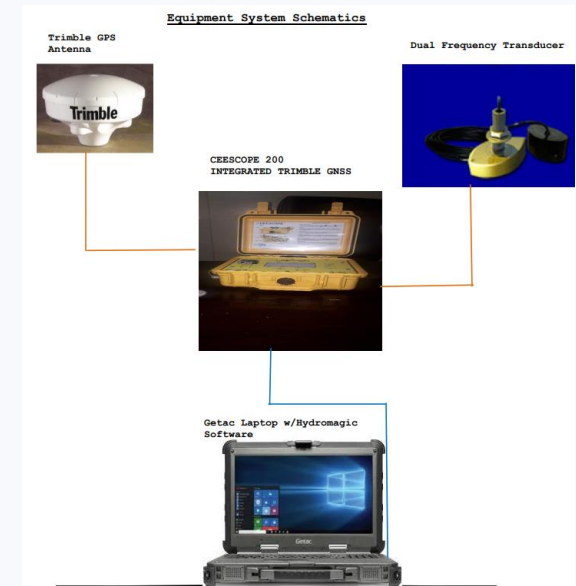 Equipment System Schematics
Trimble GPS
Antenna
Dual Frequency Transducer
Trimble
CEESCOPE 200
INTEGRATED TRIMBLE GNSS
Getac Laptop w/Hydromagic
Software
Getac